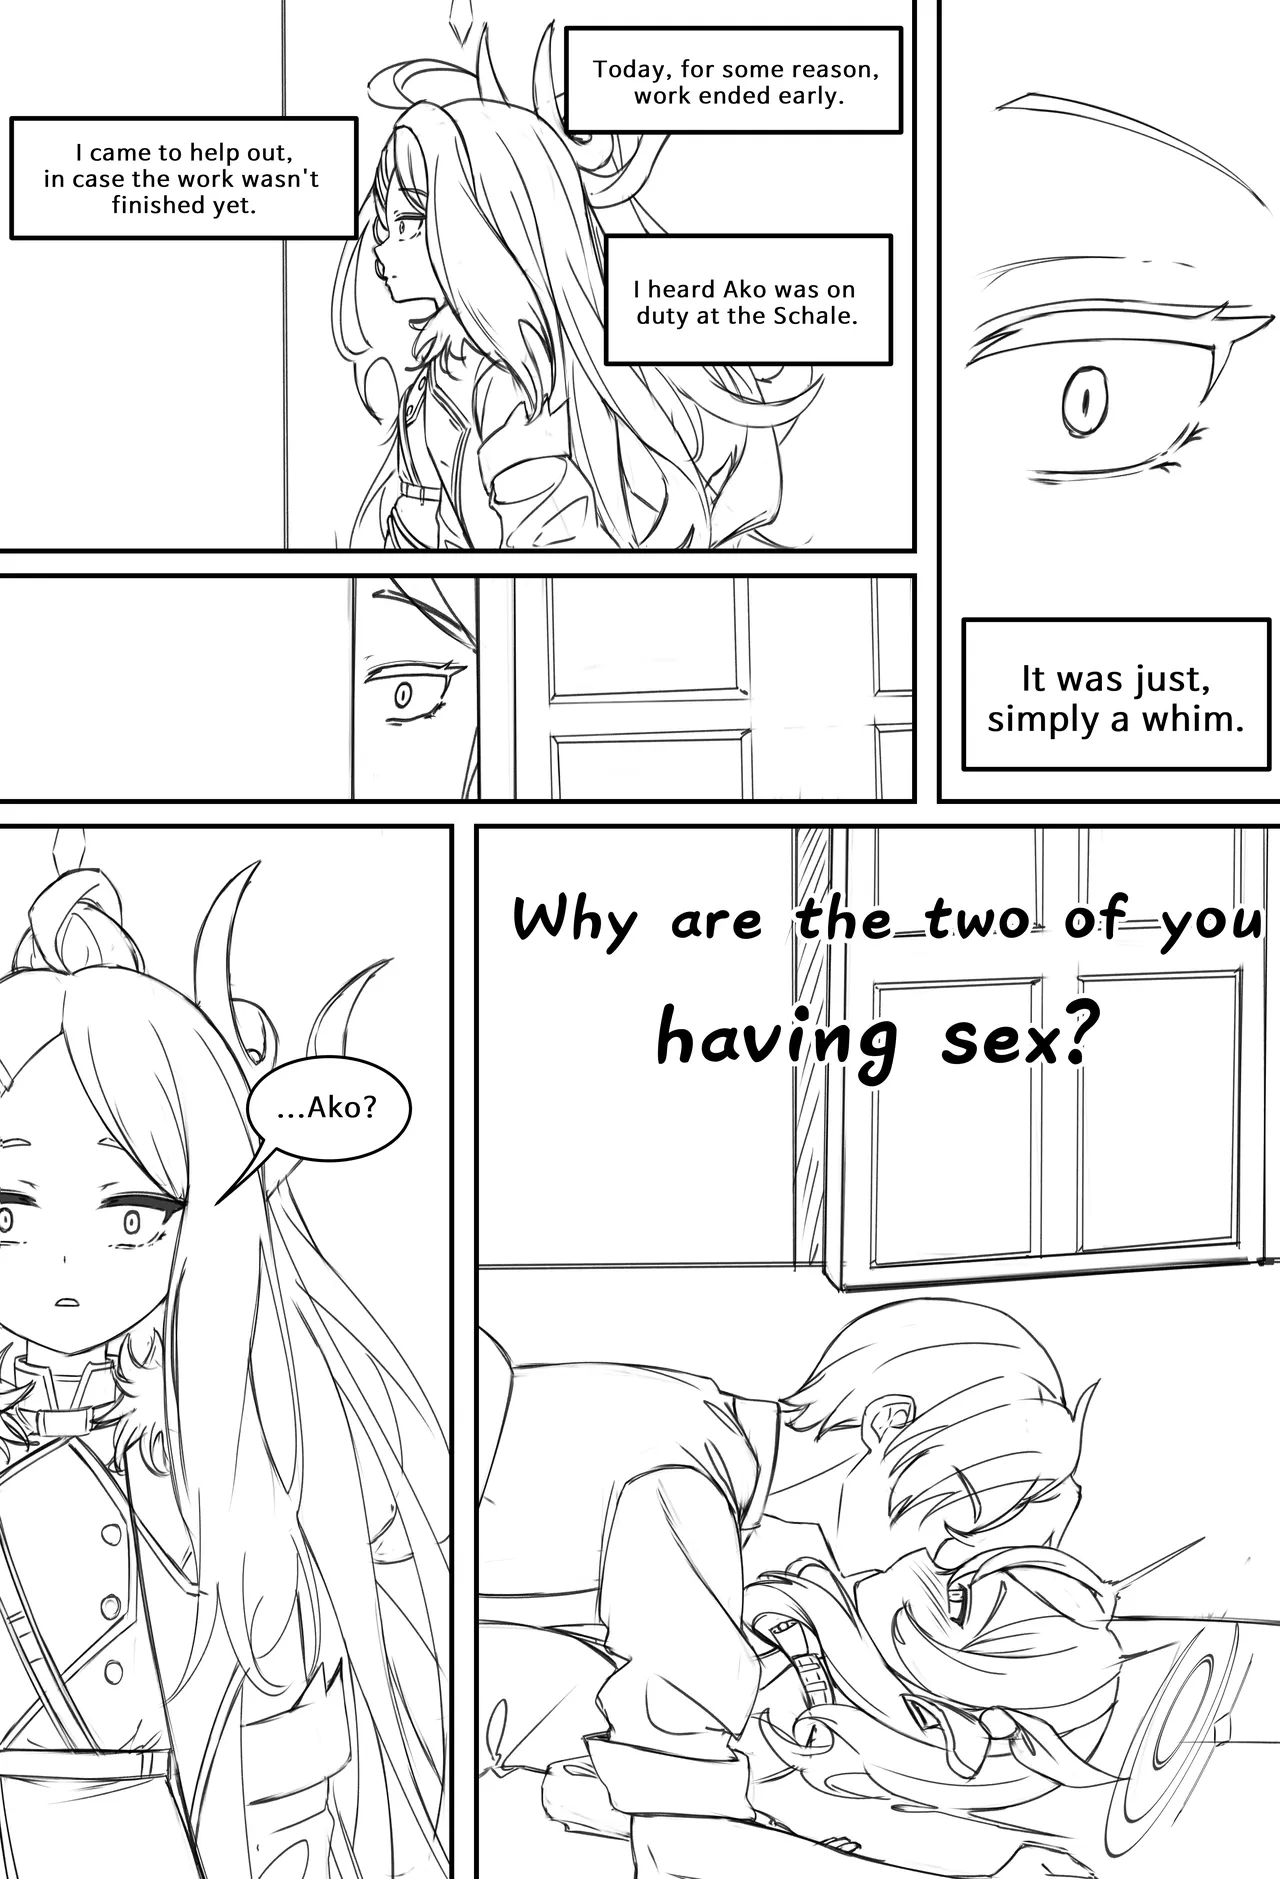 Today, for some reason,
work ended early.
I came to help out,
in case the work wasn't
finished yet.
I heard Ako was on
duty at the Schale.
It was just,
simply a whim.
...Ako?
Why are the two of you
having sex?